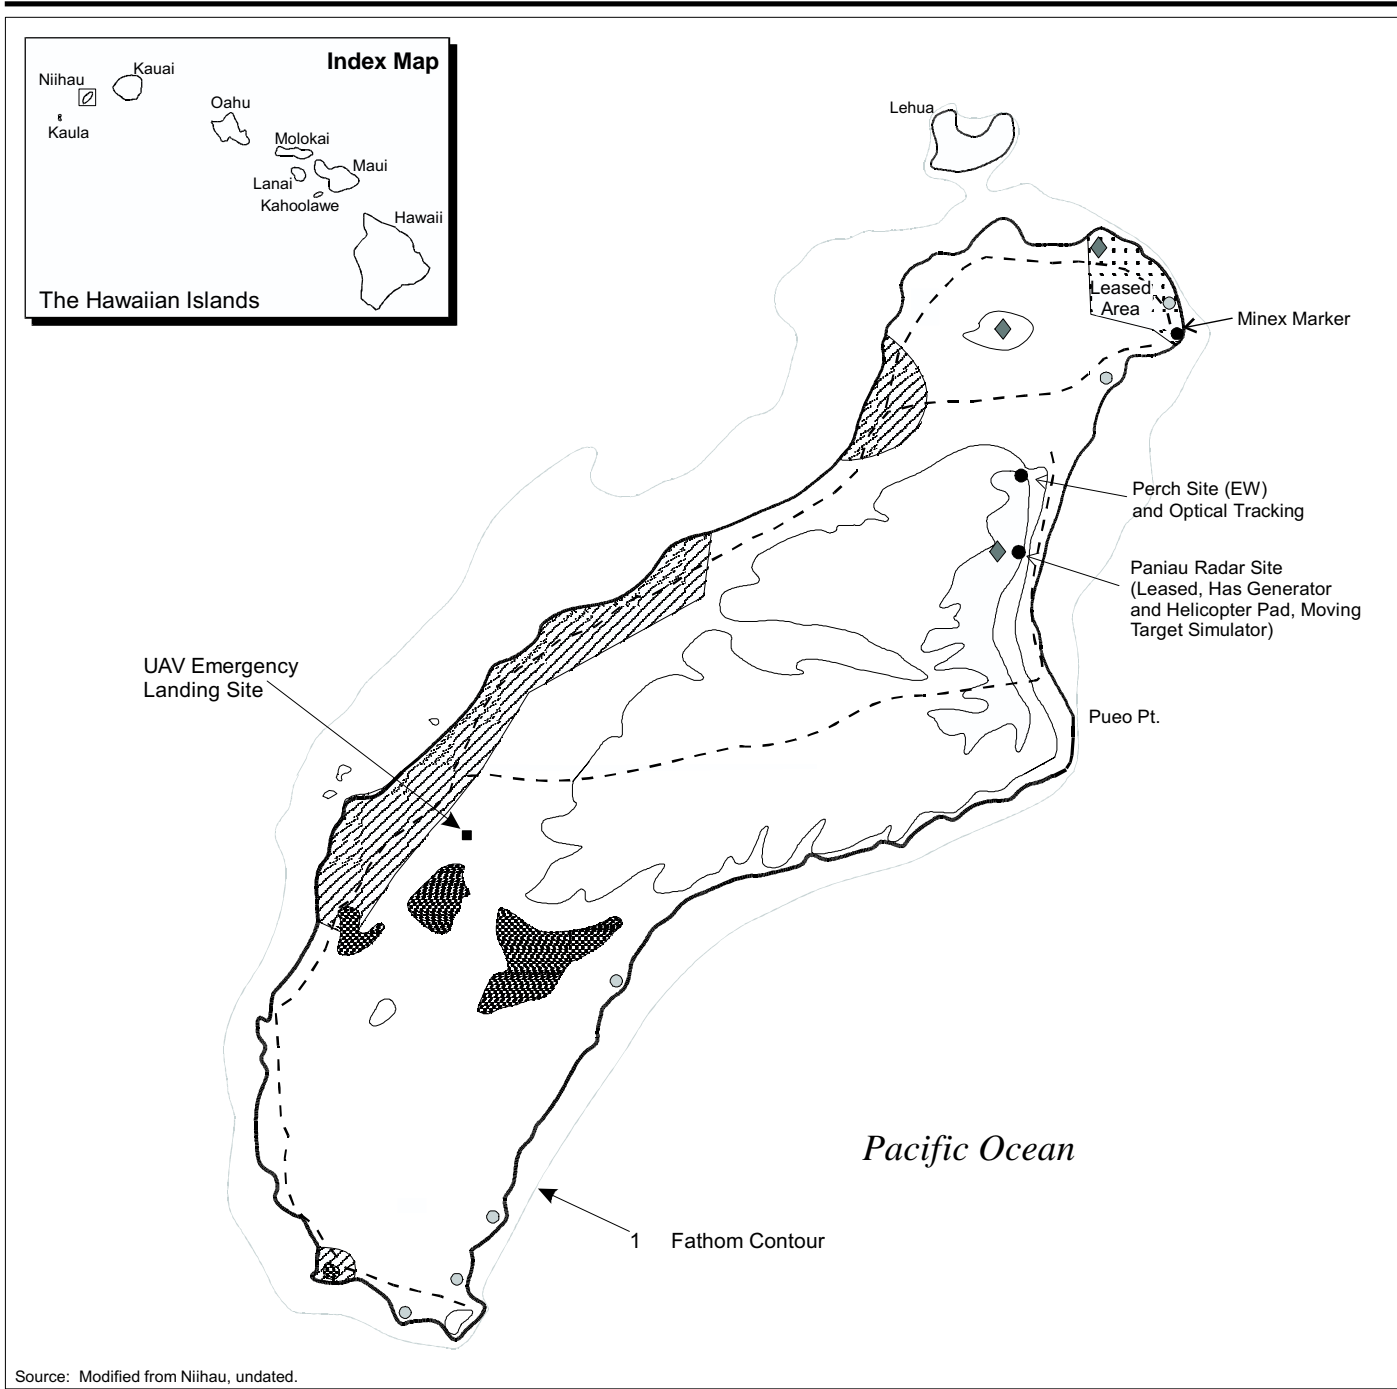 Index Map
Niihau
Kauai
Kaula
Oahu
Molokai
Maui
Lanai
Kahoolawe
Hawaii
The Hawaiian Islands
Lehua
Leased
Area
Minex Marker
Perch Site (EW)
and Optical Tracking
Paniau Radar Site
(Leased, Has Generator
and Helicopter Pad, Moving
Target Simulator)
UAV Emergency
Landing Site
Pueo Pt.
Pacific Ocean
1 Fathom Contour
Source: Modified from Niihau, undated.